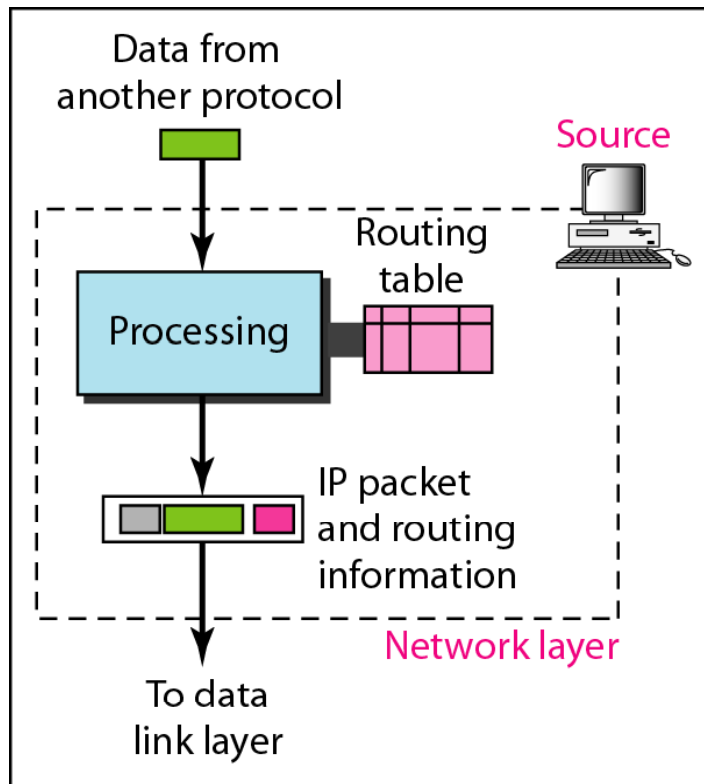 Data from
another protocol
Source
Routing
table
Processing
IP packet
and routing
information
Network layer
To data
link layer